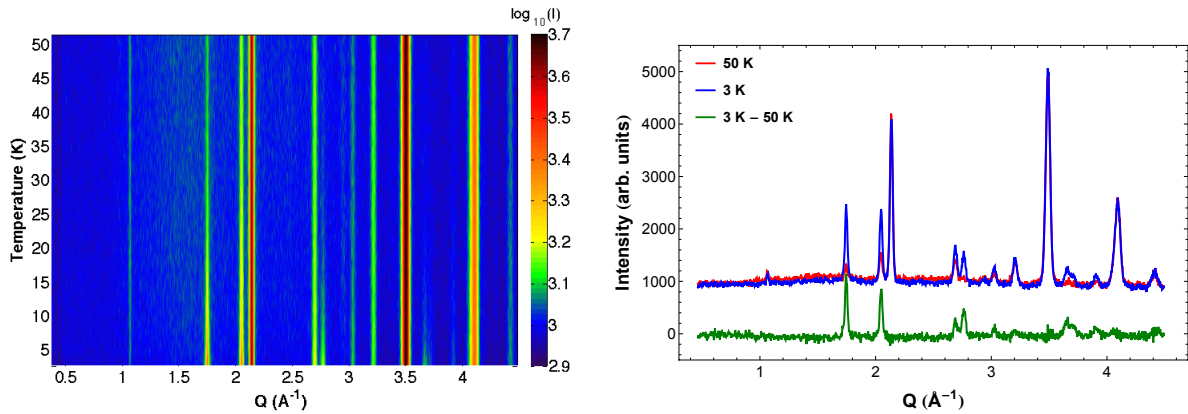 log₁₀(I)
3.7
3.6
3.5
3.4
3.3
3.2
3.1
3
2.9
50
45
40
35
30
25
20
15
10
5
Temperature (K)
0.5 1 1.5 2 2.5 3 3.5 4
Q (A⁻¹)
50 K
3 K
3 K – 50 K
5000
4000
3000
2000
1000
0
Intensity (arb. units)
1 2 3 4
Q (Å⁻¹)